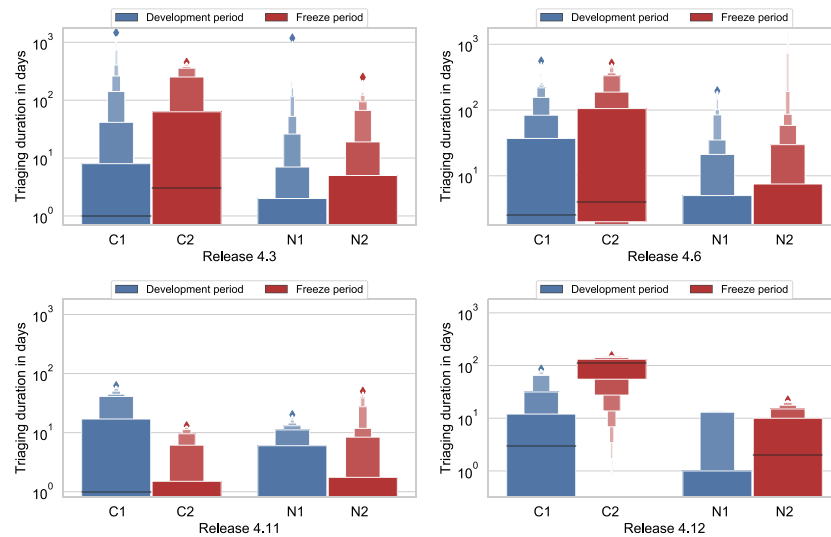 Development period Freeze period
Triaging duration in days
10³
10²
10¹
10⁰
C1 C2 N1 N2
Release 4.3
Development period Freeze period
Triaging duration in days
10³
10²
10¹
C1 C2 N1 N2
Release 4.6
Development period Freeze period
Triaging duration in days
10³
10²
10¹
10⁰
C1 C2 N1 N2
Release 4.11
Development period Freeze period
Triaging duration in days
10³
10²
10¹
10⁰
C1 C2 N1 N2
Release 4.12